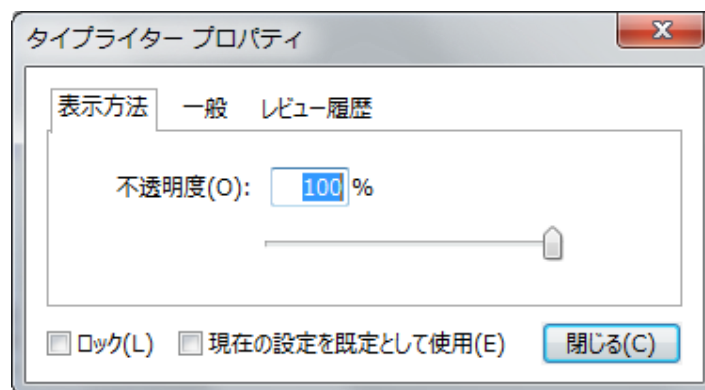 タイプライター プロパティ
X
表示方法 一般 レビュー履歴
不透明度(O): 100 %
ロック(L) 現在の設定を既定として使用(E) 閉じる(C)